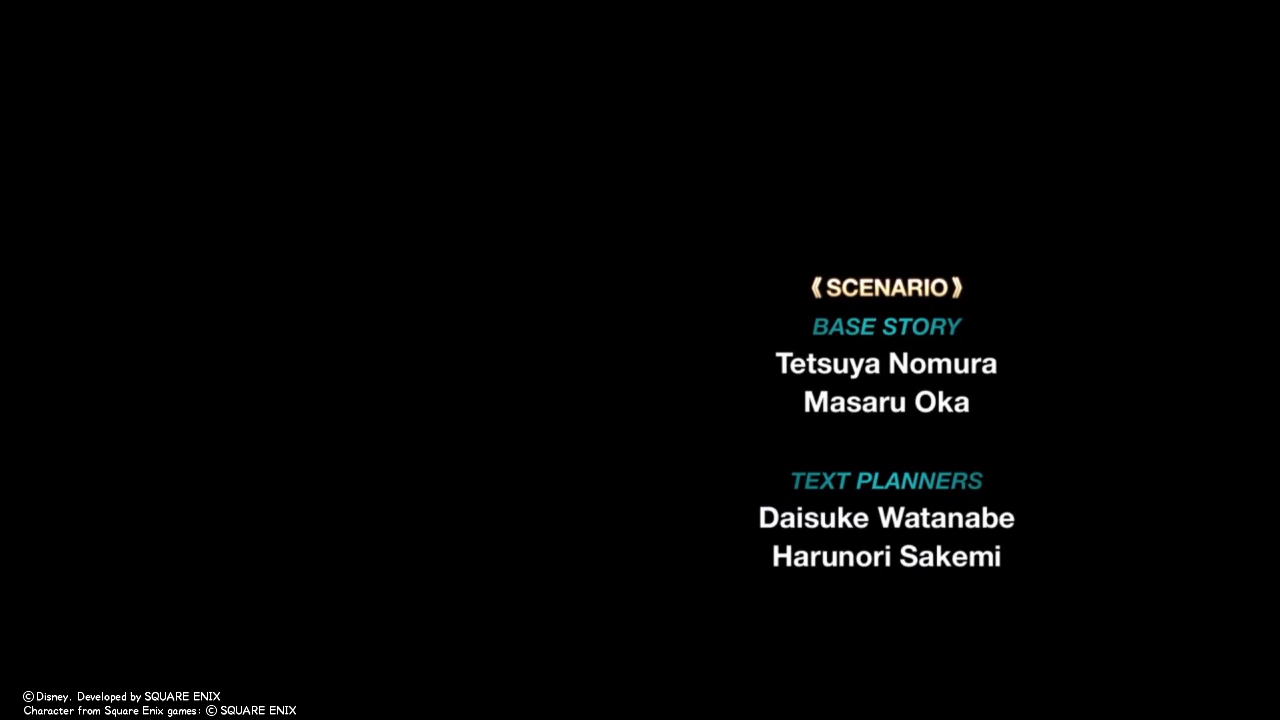 《SCENARIO》
BASE STORY
Tetsuya Nomura
Masaru Oka
TEXT PLANNERS
Daisuke Watanabe
Harunori Sakemi
©Disney. Developed by SQUARE ENIX
Character from Square Enix games: © SQUARE ENIX